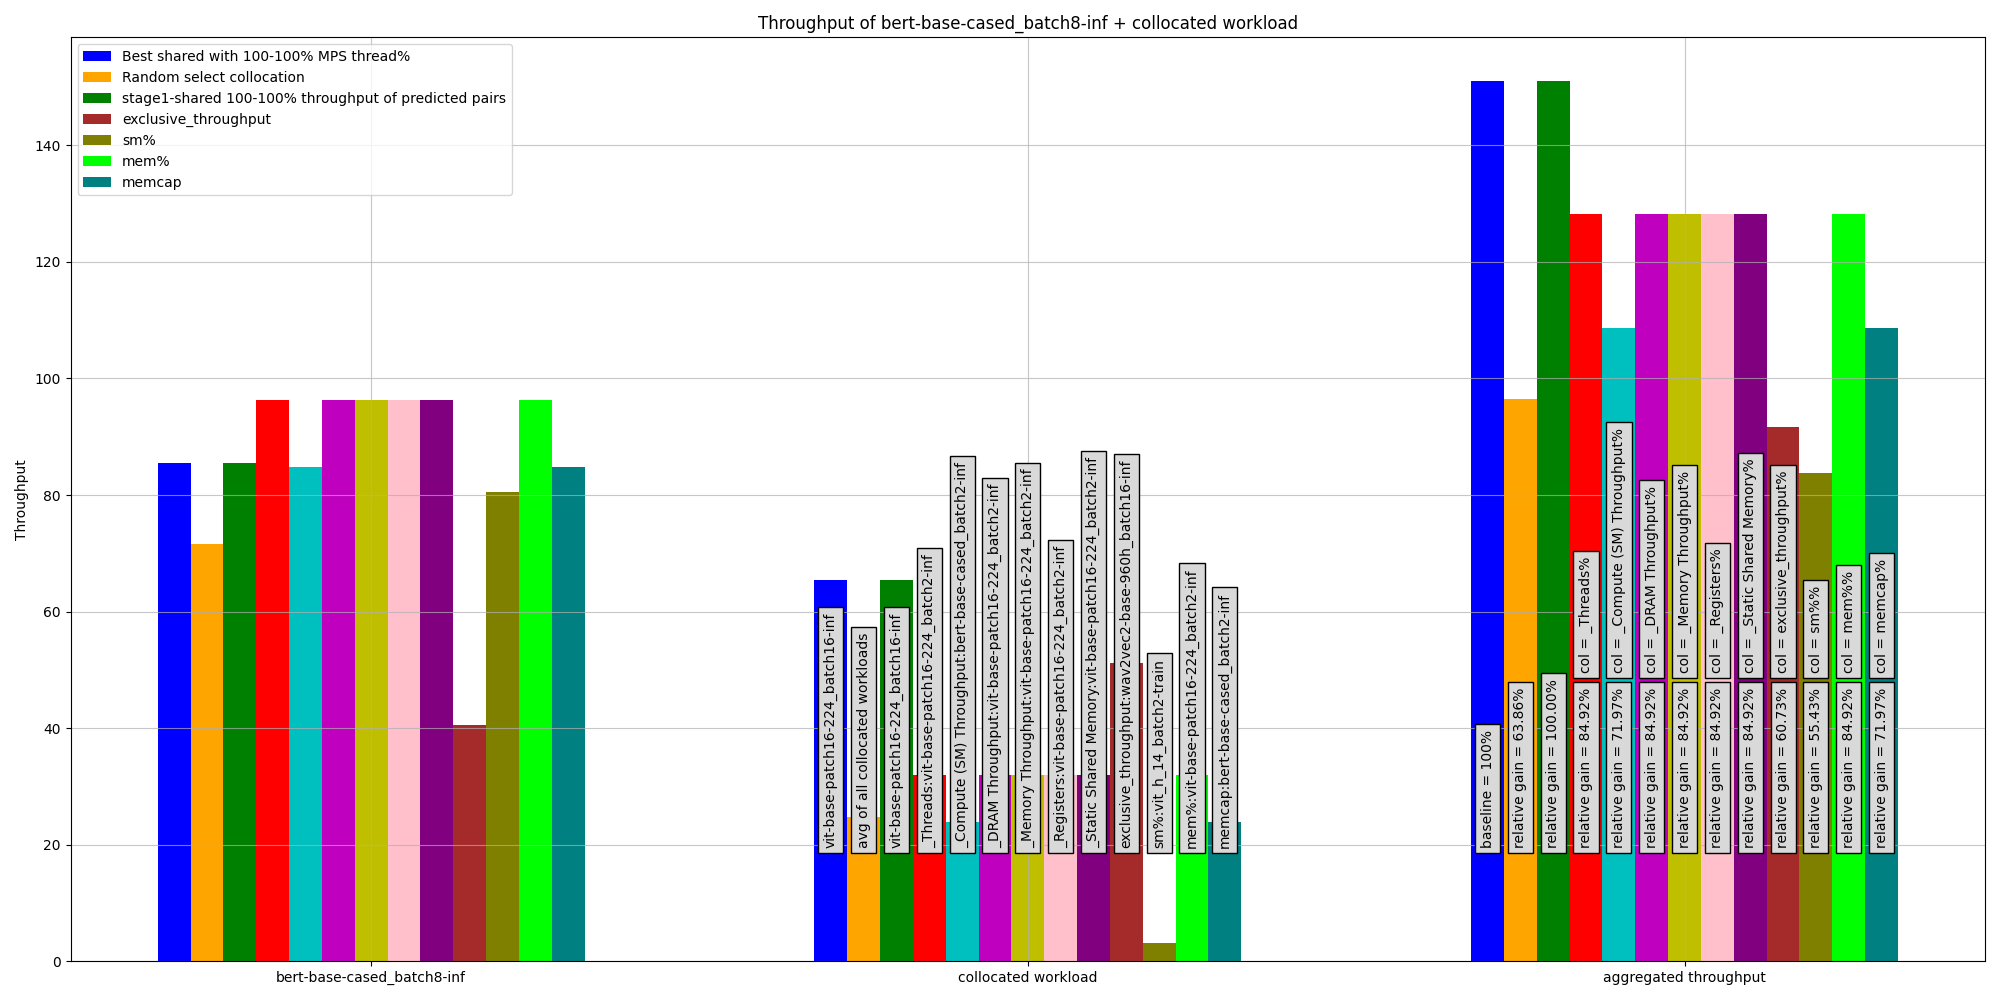 Throughput of bert-base-cased_batch8-inf + collocated workload
Best shared with 100-100% MPS thread%
Random select collocation
stage1-shared 100-100% throughput of predicted pairs
exclusive_throughput
sm%
mem%
memcap
Throughput
140
120
100
80
60
40
20
0
vit-base-patch16-224_batch16-inf
avg of all collocated workloads
vit-base-patch16-224_batch16-inf
_Threads:vit-base-patch16-224_batch2-inf
_Compute (SM) Throughput:bert-base-cased_batch2-inf
_DRAM Throughput:vit-base-patch16-224_batch2-inf
_Memory Throughput:vit-base-patch16-224_batch2-inf
_Registers:vit-base-patch16-224_batch2-inf
_Static Shared Memory:vit-base-patch16-224_batch2-inf
exclusive_throughput:wav2vec2-base-960h_batch16-inf
sm%:vit_h_14_batch2-train
mem%:vit-base-patch16-224_batch2-inf
memcap:bert-base-cased_batch2-inf
baseline = 100%
relative gain = 63.86%
relative gain = 100.00%
relative gain = 84.92%
col = _Threads%
relative gain = 71.97%
col = _Compute (SM) Throughput%
relative gain = 84.92%
col = _DRAM Throughput%
relative gain = 84.92%
col = _Memory Throughput%
relative gain = 84.92%
col = _Registers%
relative gain = 84.92%
col = _Static Shared Memory%
relative gain = 60.73%
col = exclusive_throughput%
relative gain = 55.43%
col = sm%%
relative gain = 84.92%
col = mem%%
relative gain = 71.97%
col = memcap%
bert-base-cased_batch8-inf
collocated workload
aggregated throughput